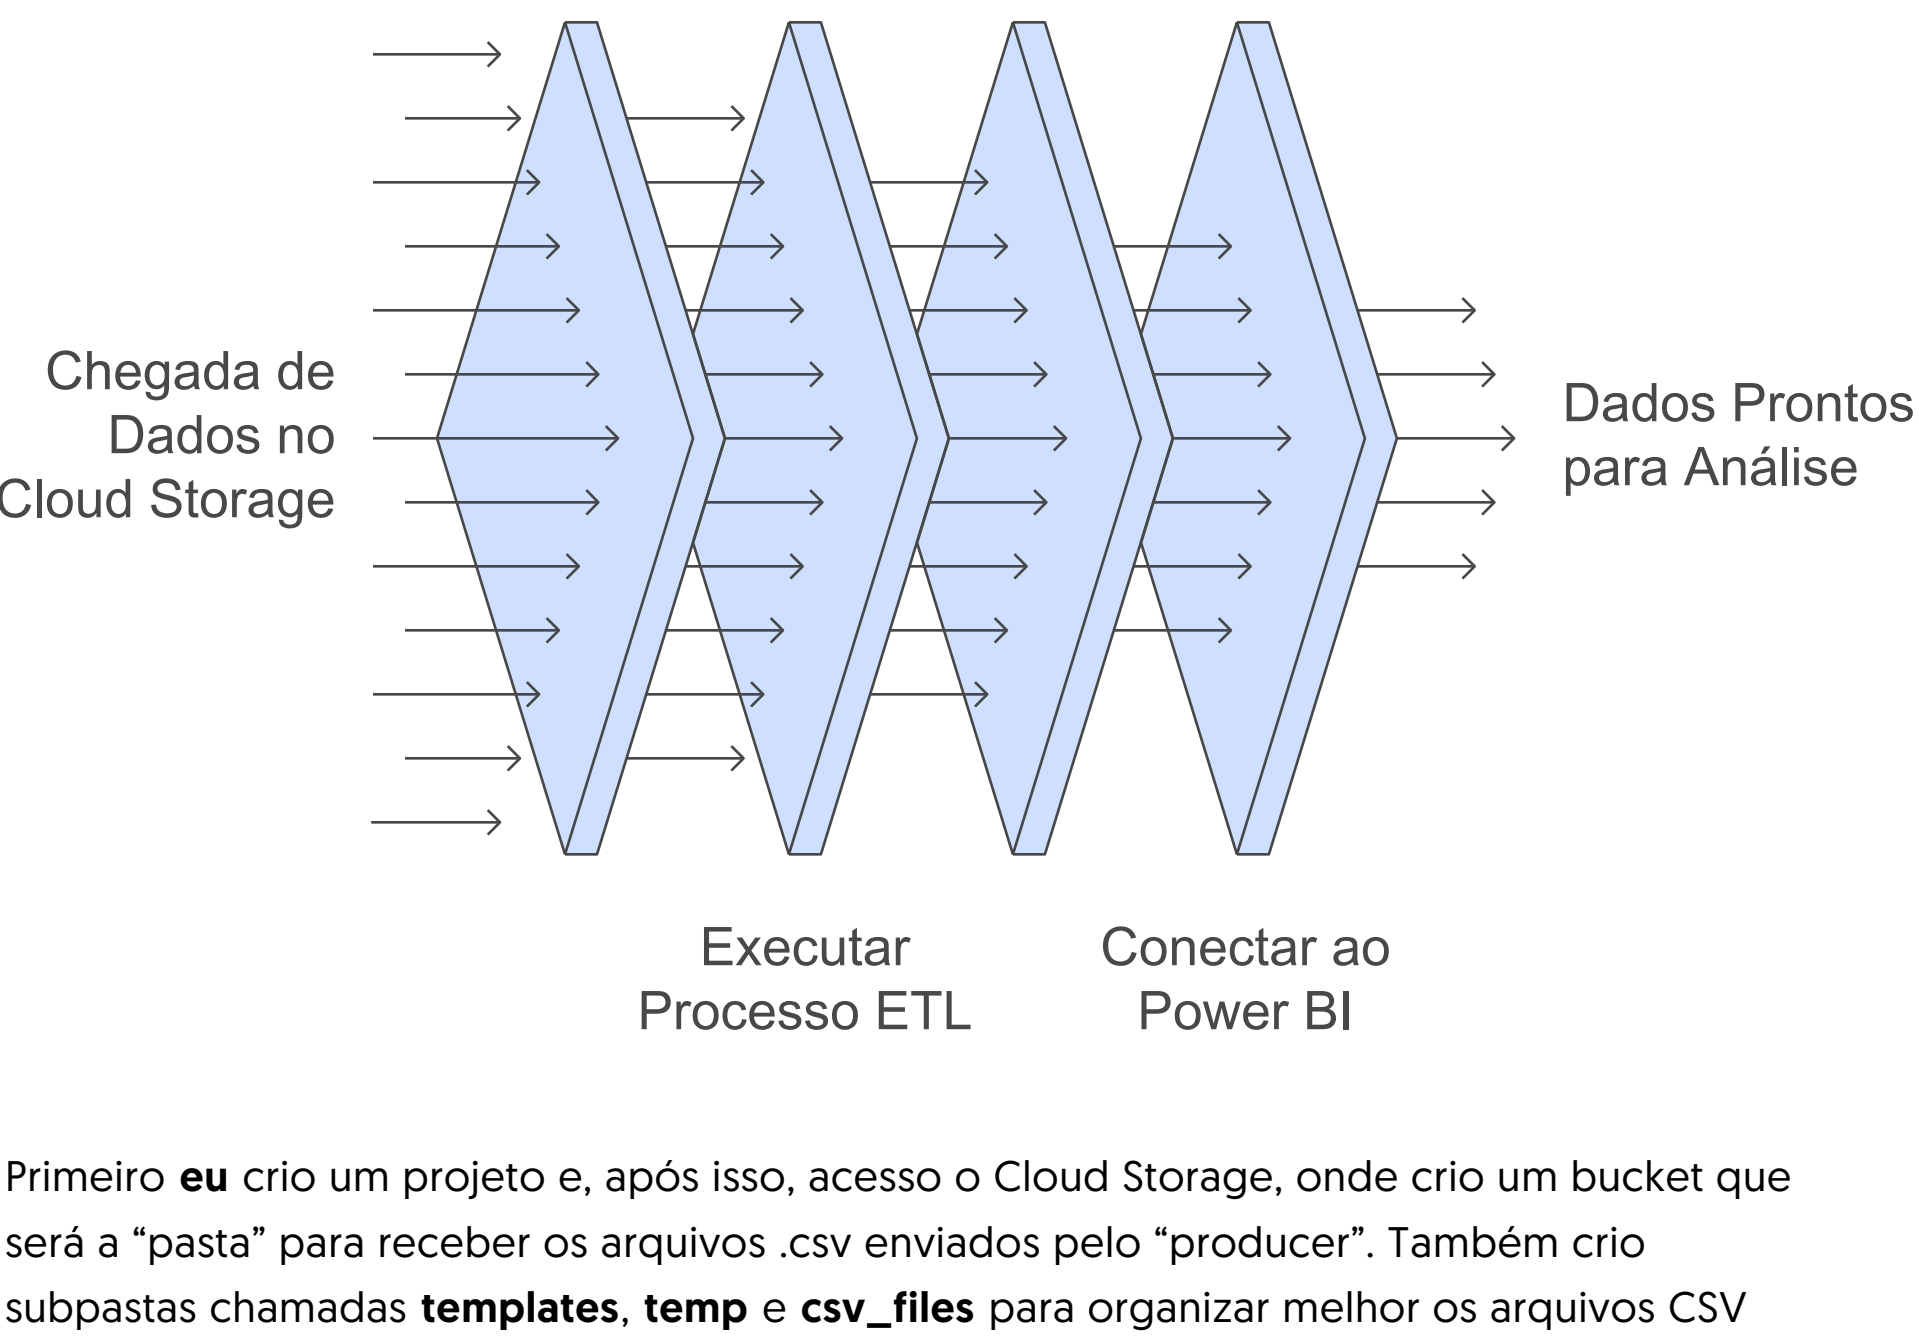 Chegada de
Dados no
Cloud Storage
Dados Prontos
para Análise
Executar
Processo ETL
Conectar ao
Power BI
Primeiro eu crio um projeto e, após isso, acesso o Cloud Storage, onde crio um bucket que
será a “pasta” para receber os arquivos .csv enviados pelo “producer”. Também crio
subpastas chamadas templates, temp e csv_files para organizar melhor os arquivos CSV